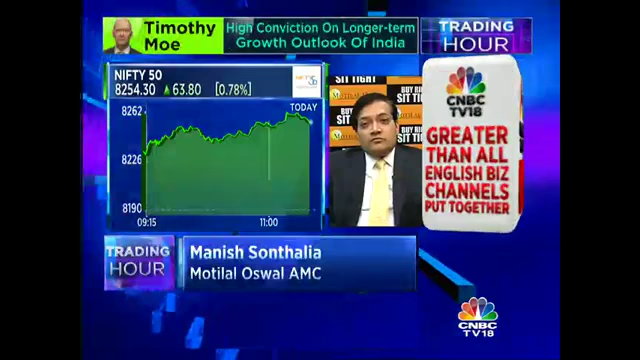 Timothy
Moe
High Conviction On Longer-term
Growth Outlook Of India
TRADING
HOUR
NIFTY 50
8254.30 ▲ 63.80 [0.78%]
TODAY
8262
8226
8190
09:15
11:00
SIT TIGHT
BUY RIGHT
SIT TIGHT
CNBC
TV18
GREATER
THAN ALL
ENGLISH BIZ
CHANNELS
PUT TOGETHER
TRADING
HOUR
Manish Sonthalia
Motilal Oswal AMC
CNBC
TV18